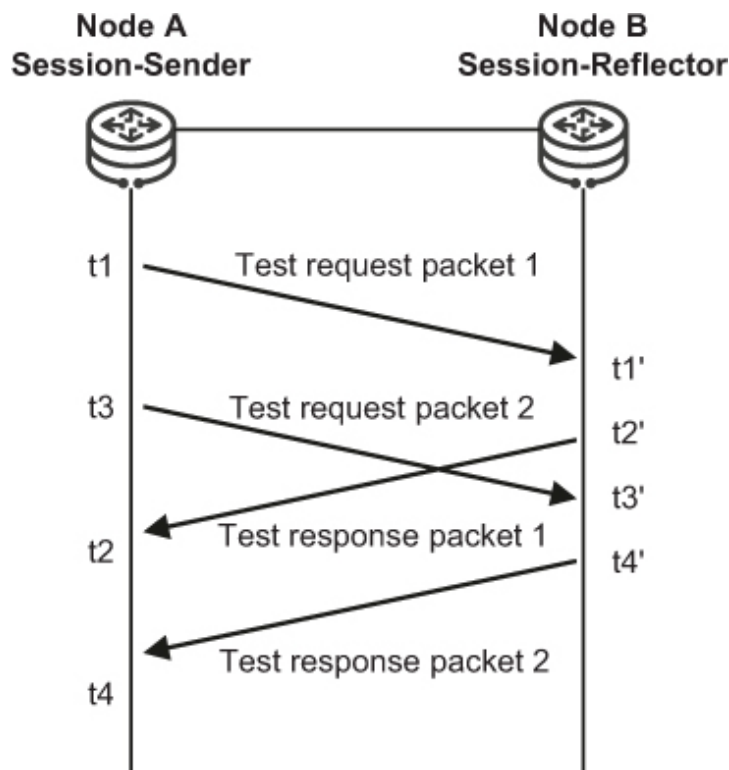 Node A
Session-Sender
Node B
Session-Reflector
t1
Test request packet 1
t1'
t3
Test request packet 2
t2'
t3'
t2
Test response packet 1
t4'
Test response packet 2
t4